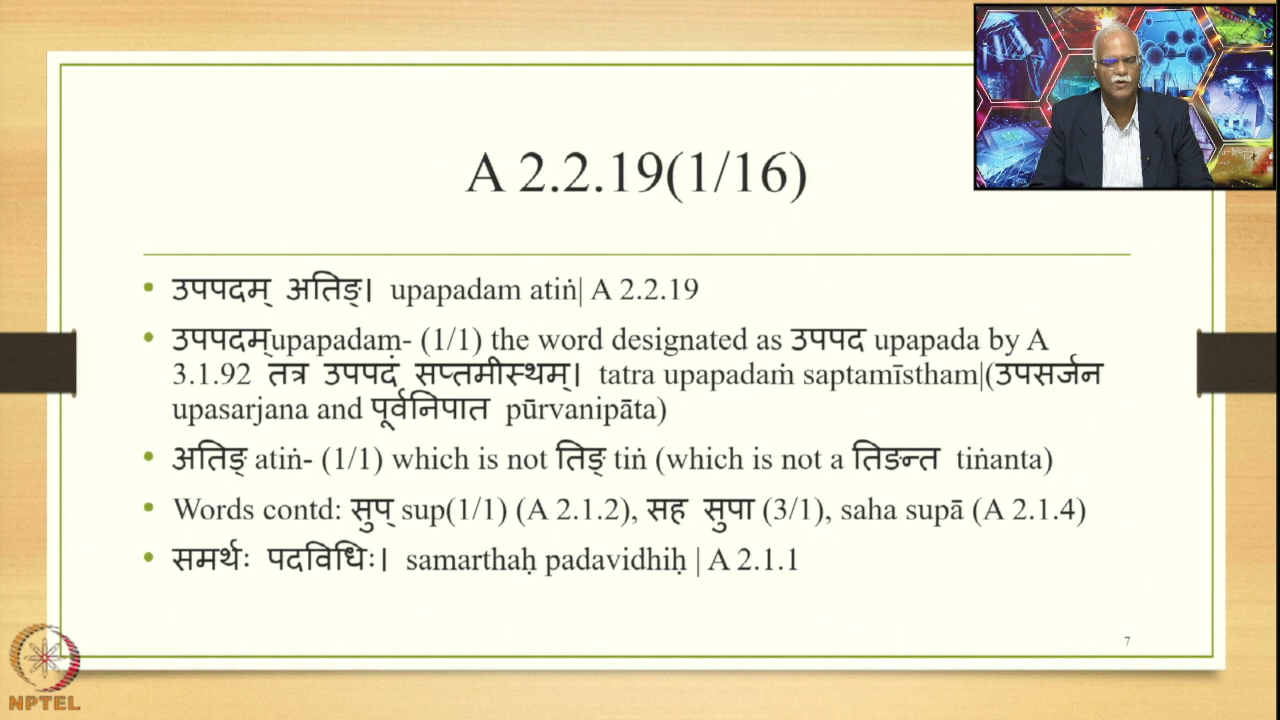 A 2.2.19(1/16)
• उपपदम् अतिङ्। upapadam atiṅ| A 2.2.19
• उपपदम्upapadam- (1/1) the word designated as उपपद upapada by A
3.1.92 तत्र उपपदं सप्तमीस्थम्। tatra upapadaṁ saptamīstham|(उपसर्जन
upasarjana and पूर्वनिपात pūrvanipāta)
• अतिङ् atiṅ- (1/1) which is not तिङ् tiṅ (which is not a तिङन्त tiṅanta)
• Words contd: सुप् sup(1/1) (A 2.1.2), सह सुपा (3/1), saha supā (A 2.1.4)
• समर्थः पदविधिः। samarthaḥ padavidhiḥ | A 2.1.1
7
NPTEL